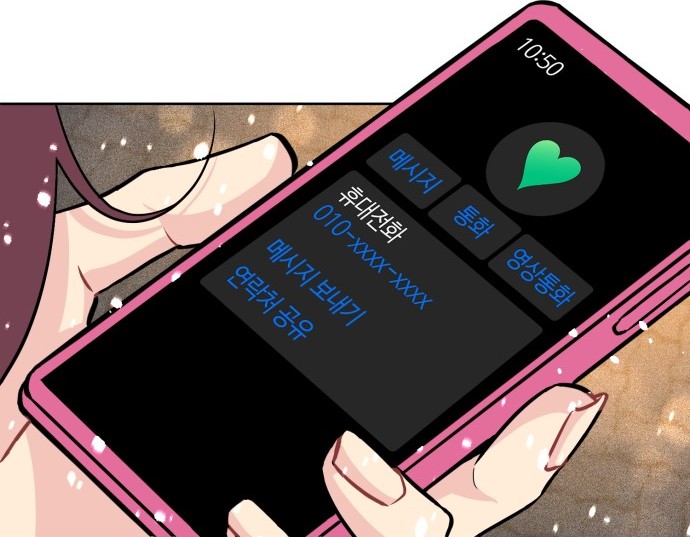 10:50
메시지
통화
영상통화
휴대전화
010-xxxx-xxxx
메시지 보내기
연락처 공유